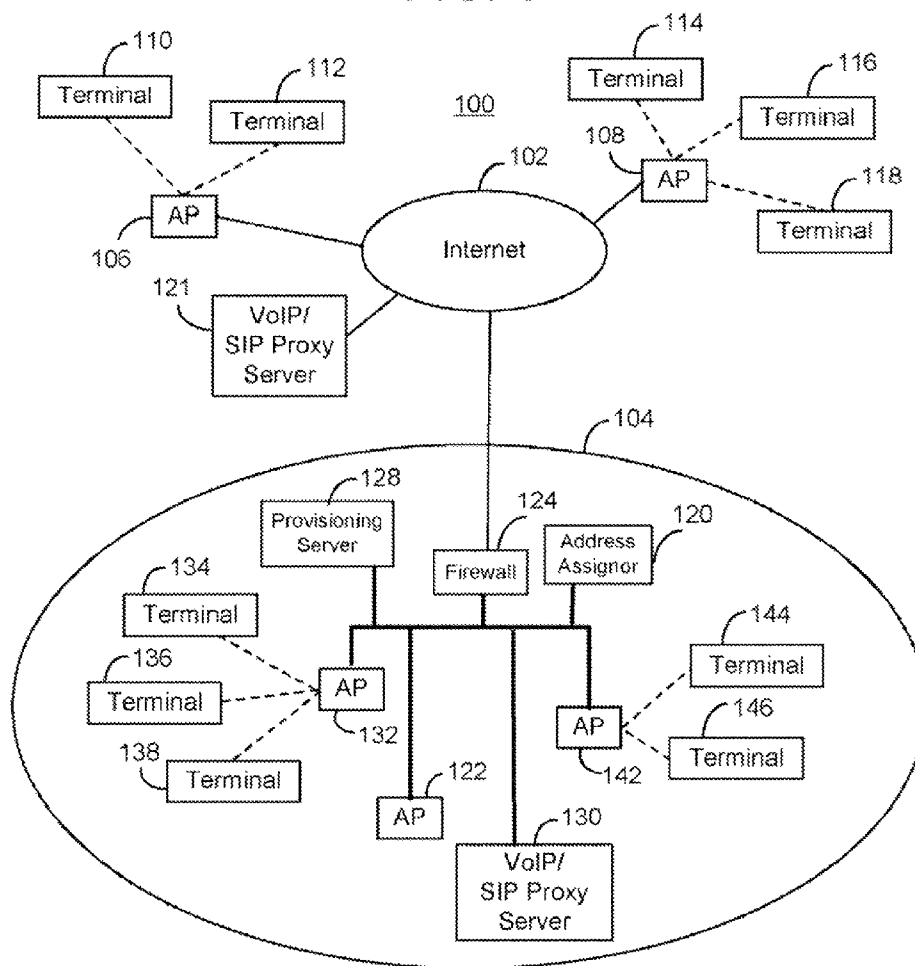 110
Terminal
112
Terminal
100
114
Terminal
116
Terminal
108
AP
118
Terminal
102
Internet
AP
106
121
VoIP/
SIP Proxy
Server
104
128
Provisioning
Server
124
Firewall
120
Address
Assignor
134
Terminal
136
Terminal
138
Terminal
AP
132
122
AP
130
VoIP/
SIP Proxy
Server
AP
142
144
Terminal
146
Terminal